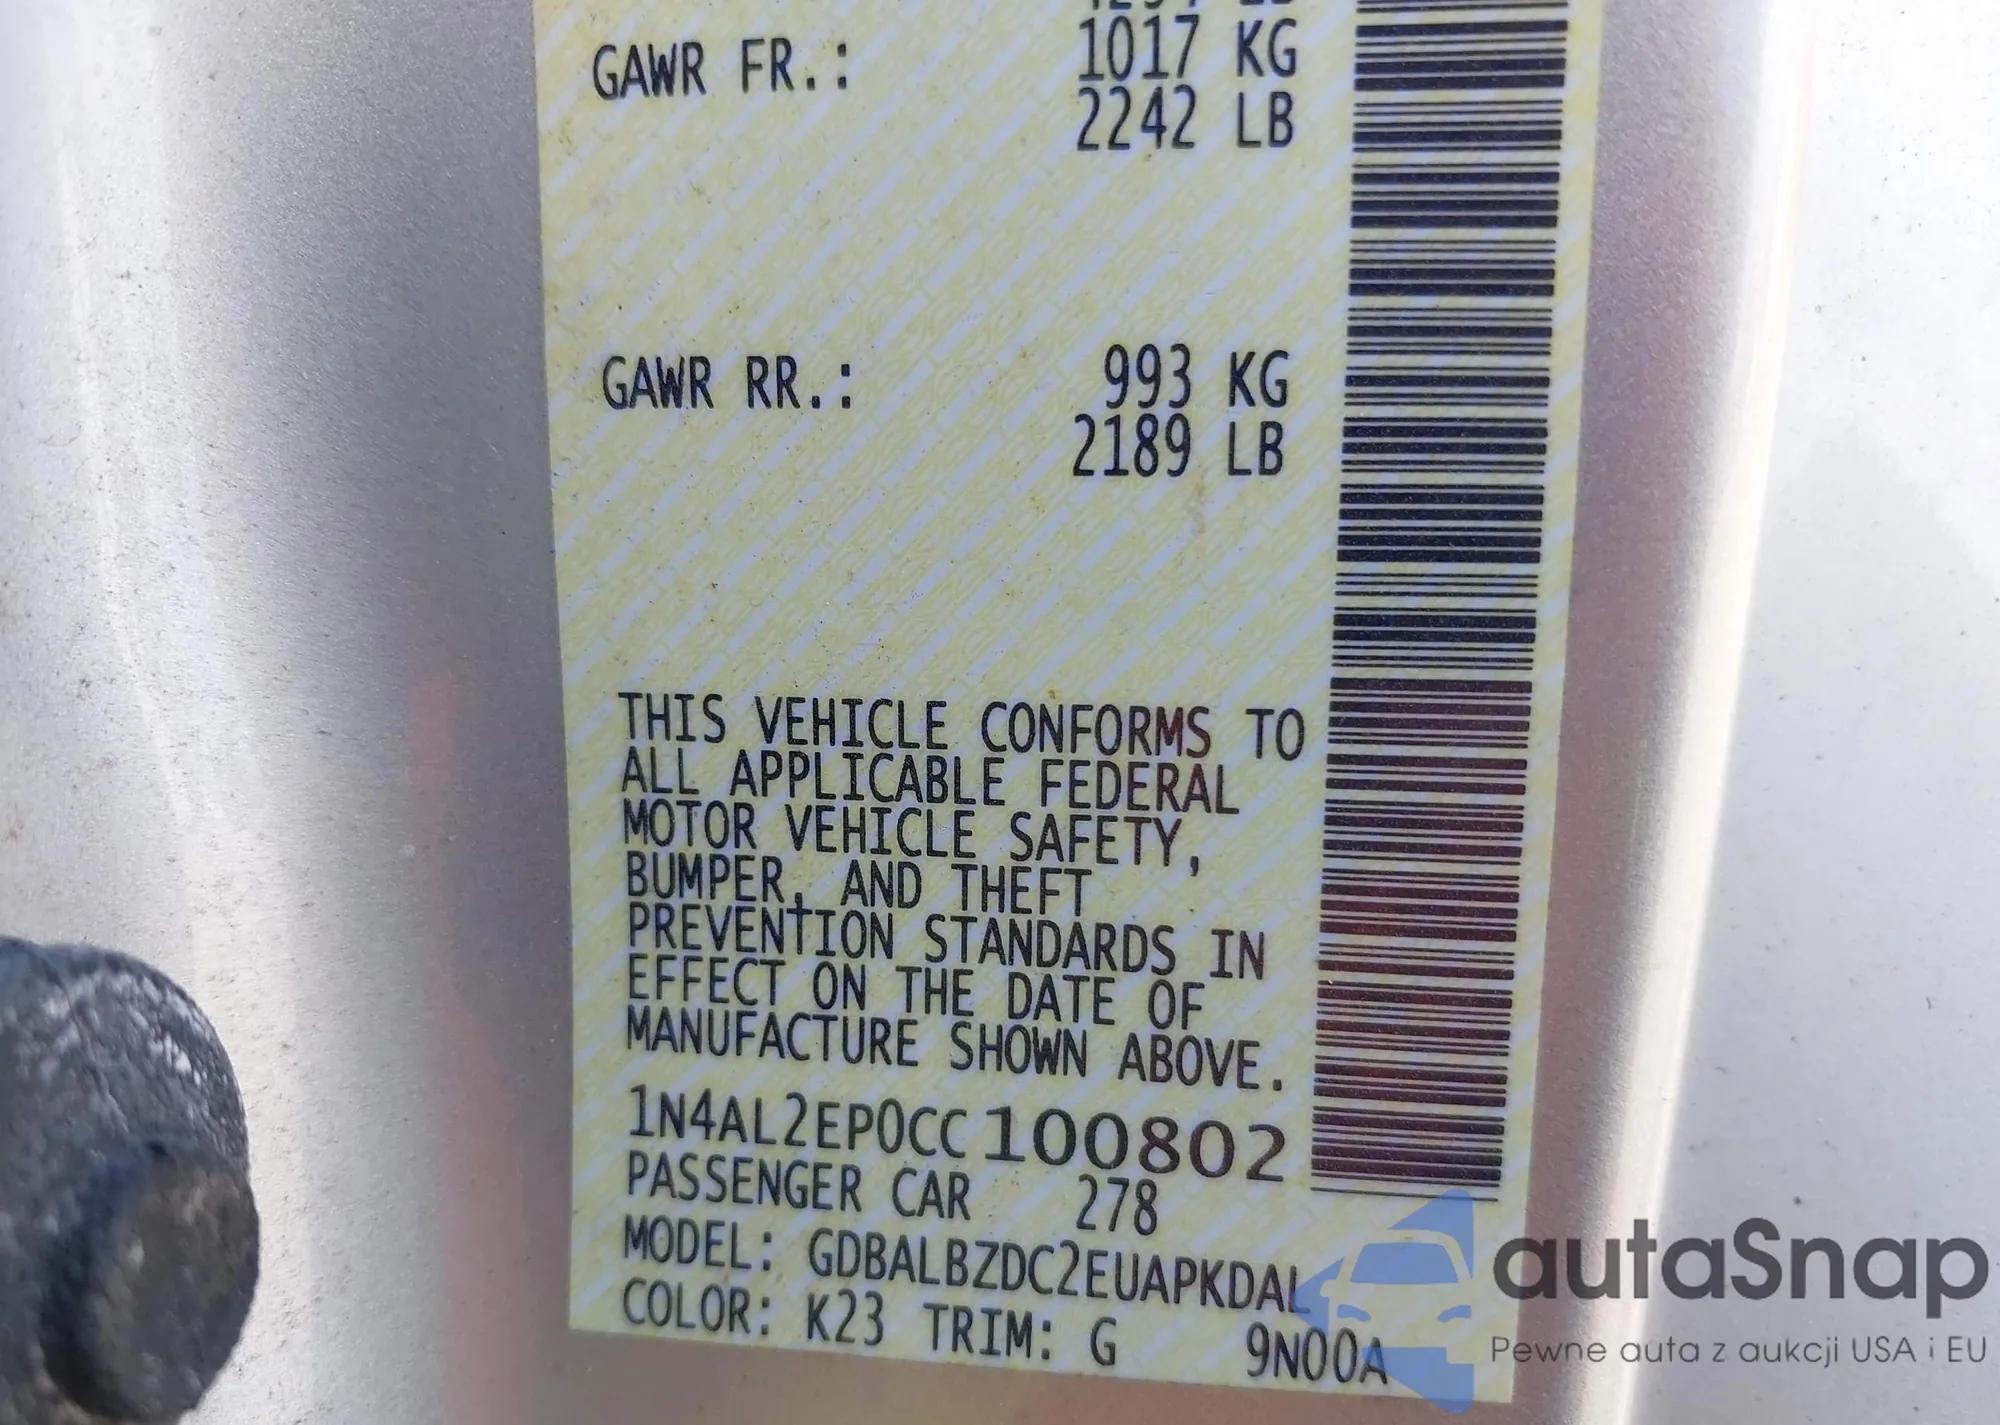 GAWR FR.: 1017 KG
2242 LB
GAWR RR.: 993 KG
2189 LB
THIS VEHICLE CONFORMS TO
ALL APPLICABLE FEDERAL
MOTOR VEHICLE SAFETY,
BUMPER, AND THEFT
PREVENTION STANDARDS IN
EFFECT ON THE DATE OF
MANUFACTURE SHOWN ABOVE.
1N4AL2EP0CC100802
PASSENGER CAR 278
MODEL: GDBALBZDC2EUAPKDAL
COLOR: K23 TRIM: G 9N00A
autaSnap
Pewne auta z aukcji USA i EU